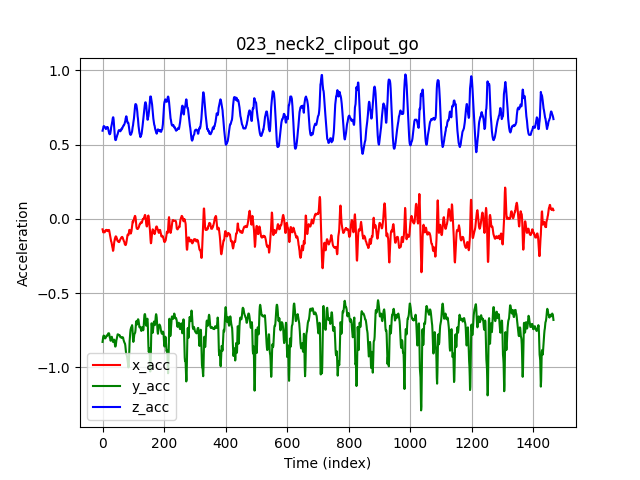 023_neck2_clipout_go
1.0
0.5
0.0
−0.5
−1.0
Acceleration
x_acc
y_acc
z_acc
0 200 400 600 800 1000 1200 1400
Time (index)